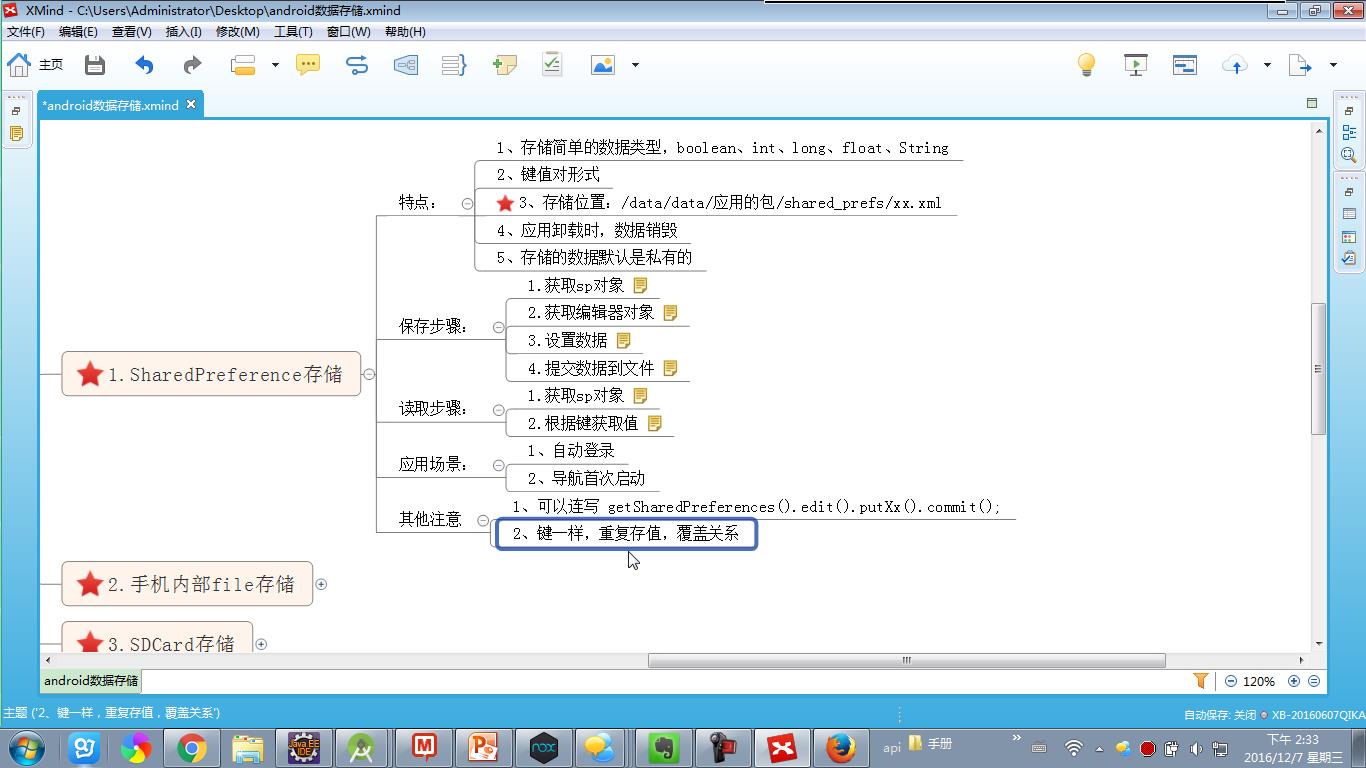 XMind - C:\Users\Administrator\Desktop\android数据存储.xmind
文件(F) 编辑(E) 查看(V) 插入(I) 修改(M) 工具(T) 窗口(W) 帮助(H)
主页
*android数据存储.xmind
1、存储简单的数据类型，boolean、int、long、float、String
2、键值对形式
特点：
3、存储位置：/data/data/应用的包/shared_prefs/xx.xml
4、应用卸载时，数据销毁
5、存储的数据默认是私有的
1.获取sp对象
2.获取编辑器对象
保存步骤：
3.设置数据
4.提交数据到文件
1.SharedPreference存储
1.获取sp对象
读取步骤：
2.根据键获取值
1、自动登录
应用场景：
2、导航首次启动
1、可以连写 getSharedPreferences().edit().putXx().commit();
其他注意
2、键一样，重复存值，覆盖关系
2.手机内部file存储
3.SDCard存储
android数据存储
120%
主题 ('2、键一样，重复存值，覆盖关系')
自动保存: 关闭
XB-20160607QIKA
Java EE
IDE
nox
api
手册
下午 2:33
2016/12/7 星期三